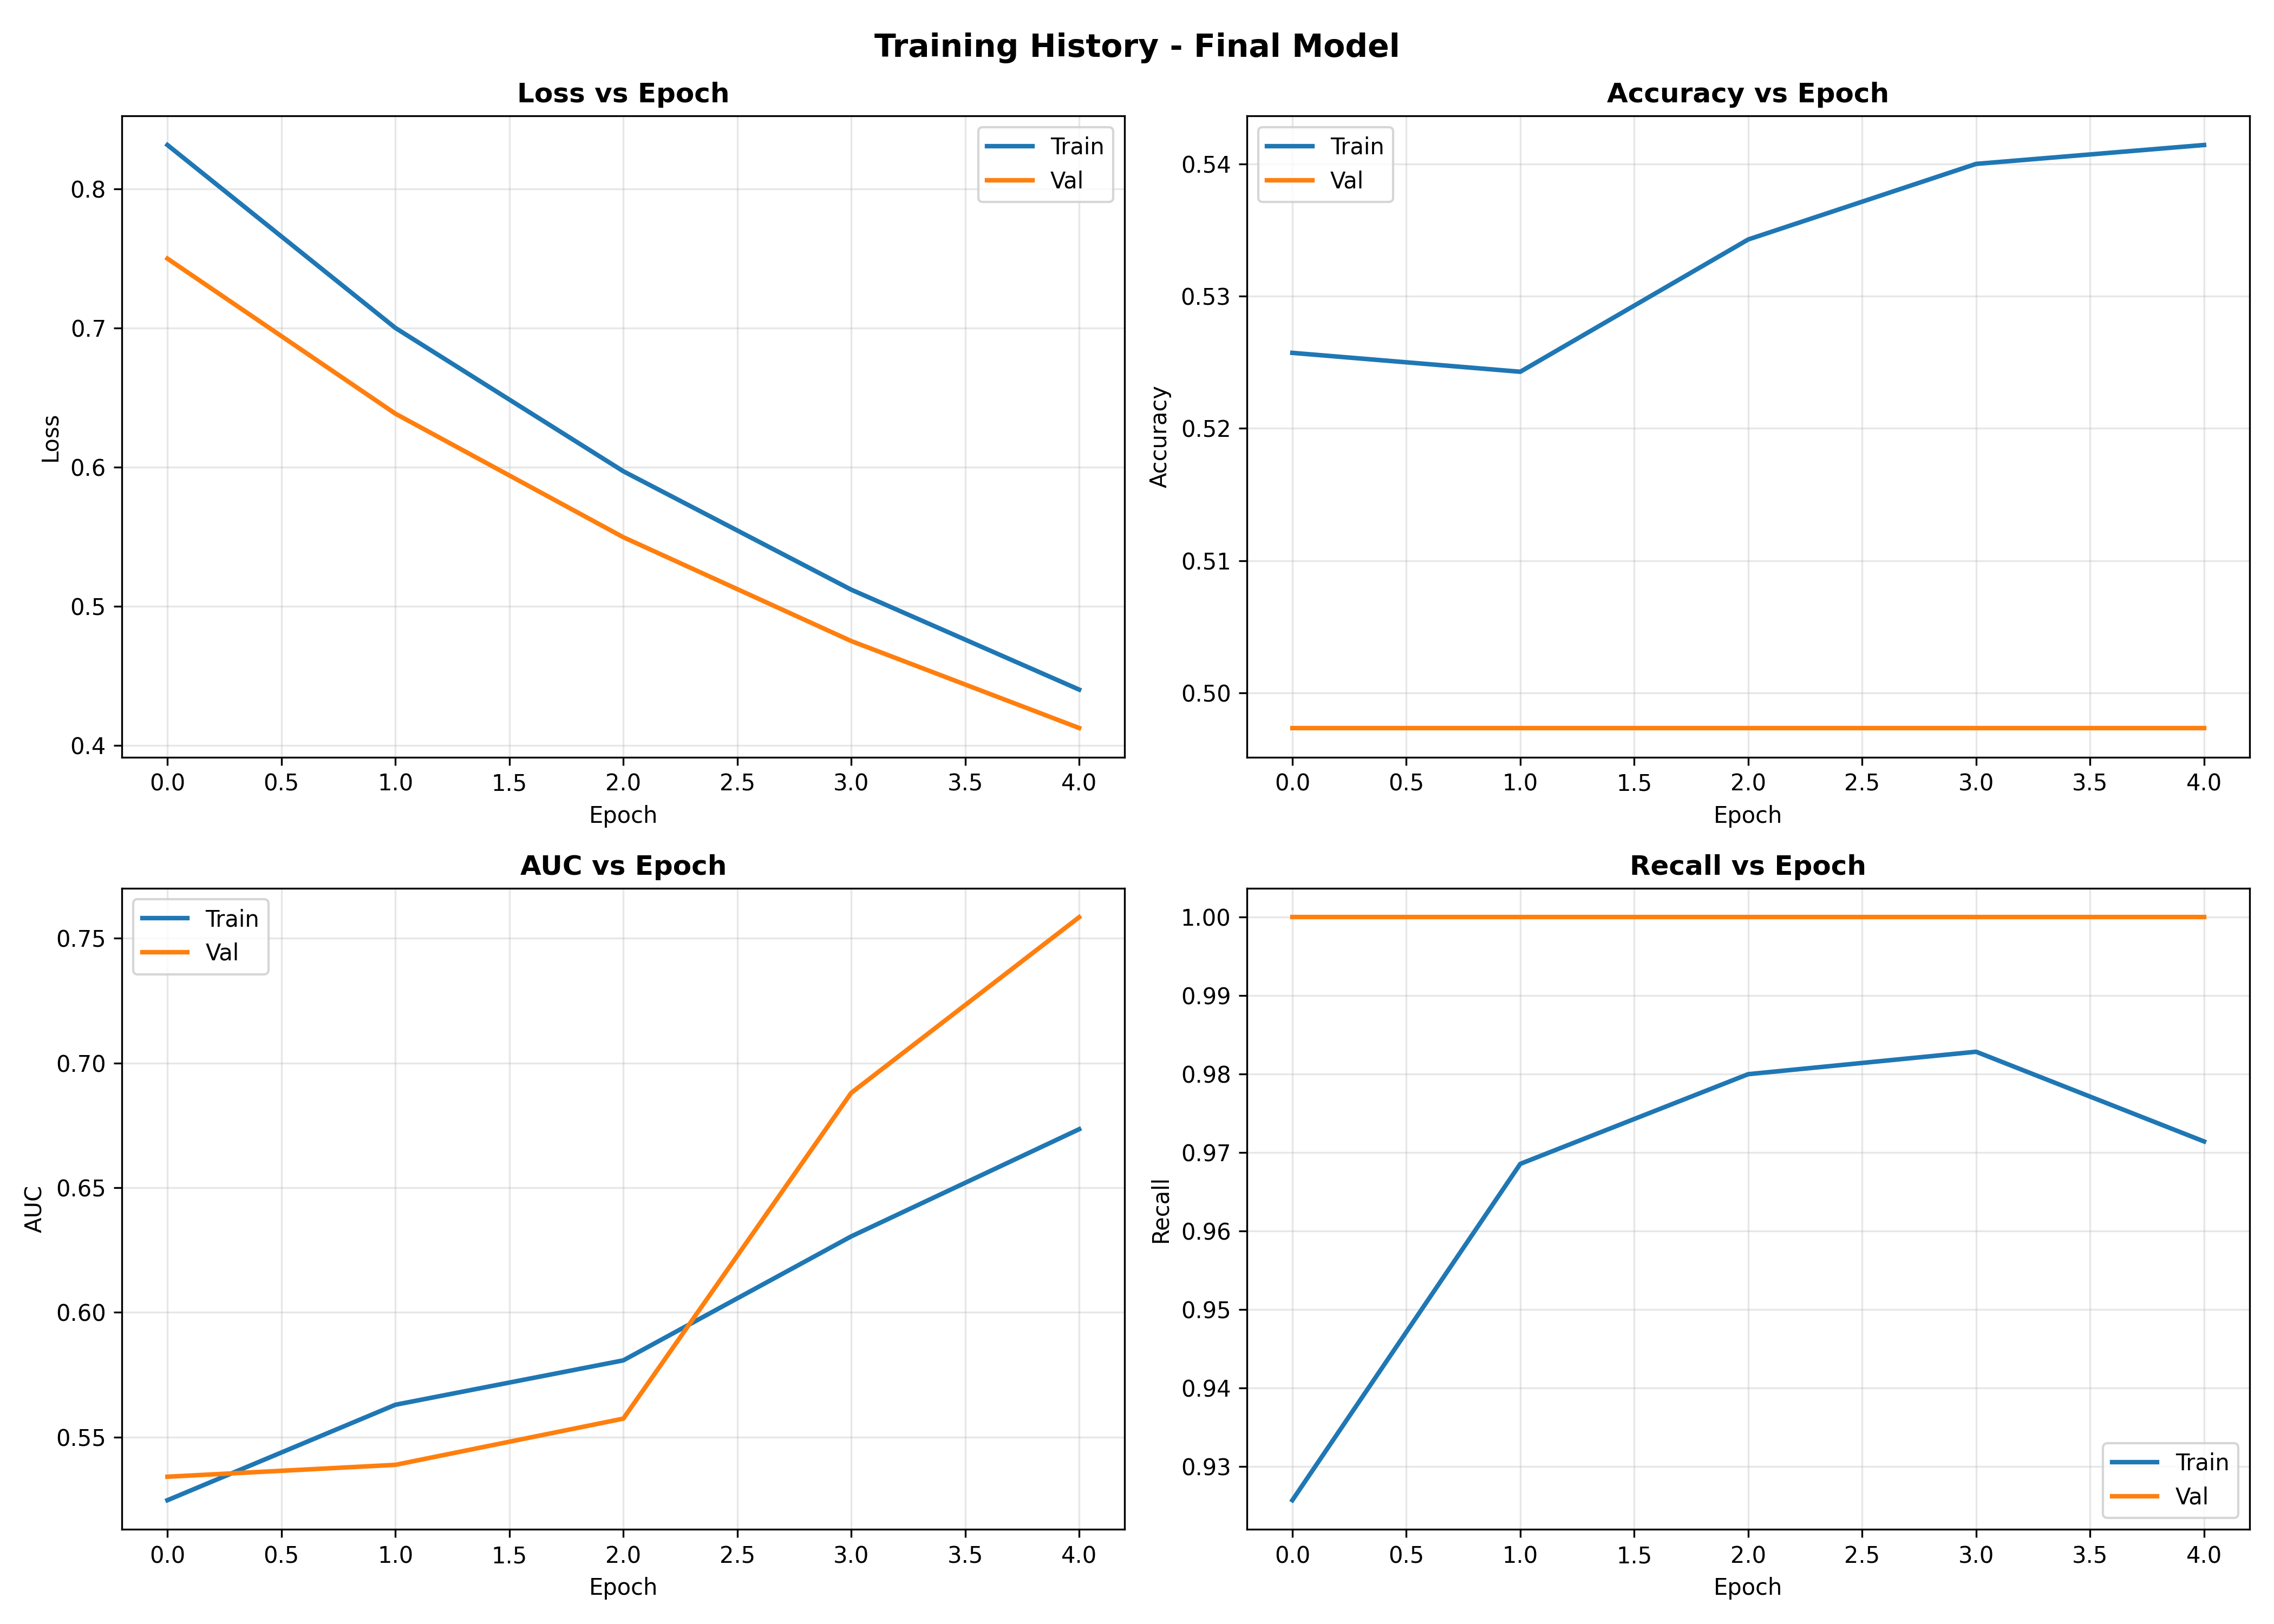 Training History - Final Model
Loss vs Epoch
Train
Val
0.8
0.7
0.6
0.5
0.4
Loss
0.0 0.5 1.0 1.5 2.0 2.5 3.0 3.5 4.0
Epoch
Accuracy vs Epoch
Train
Val
0.54
0.53
0.52
0.51
0.50
Accuracy
0.0 0.5 1.0 1.5 2.0 2.5 3.0 3.5 4.0
Epoch
AUC vs Epoch
Train
Val
0.75
0.70
0.65
0.60
0.55
AUC
0.0 0.5 1.0 1.5 2.0 2.5 3.0 3.5 4.0
Epoch
Recall vs Epoch
1.00
0.99
0.98
0.97
0.96
0.95
0.94
0.93
Recall
Train
Val
0.0 0.5 1.0 1.5 2.0 2.5 3.0 3.5 4.0
Epoch